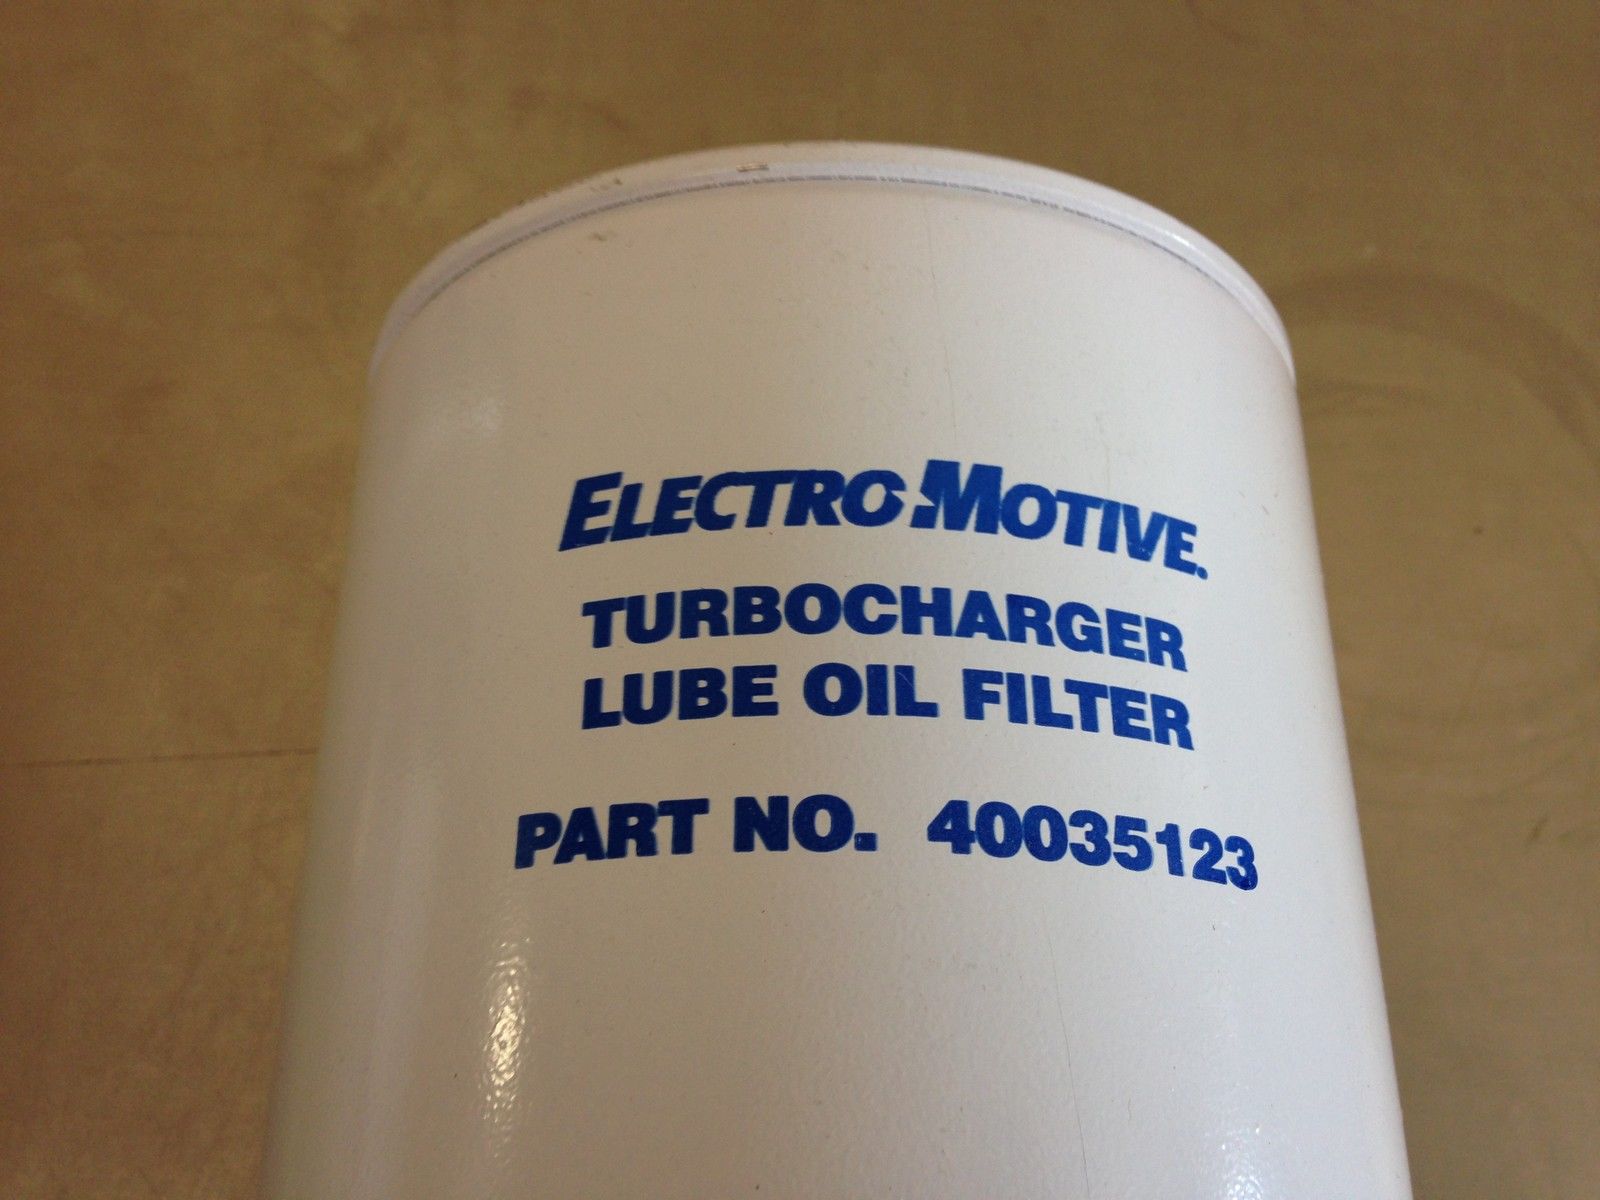 ELECTRO-MOTIVE.
TURBOCHARGER
LUBE OIL FILTER
PART NO. 40035123